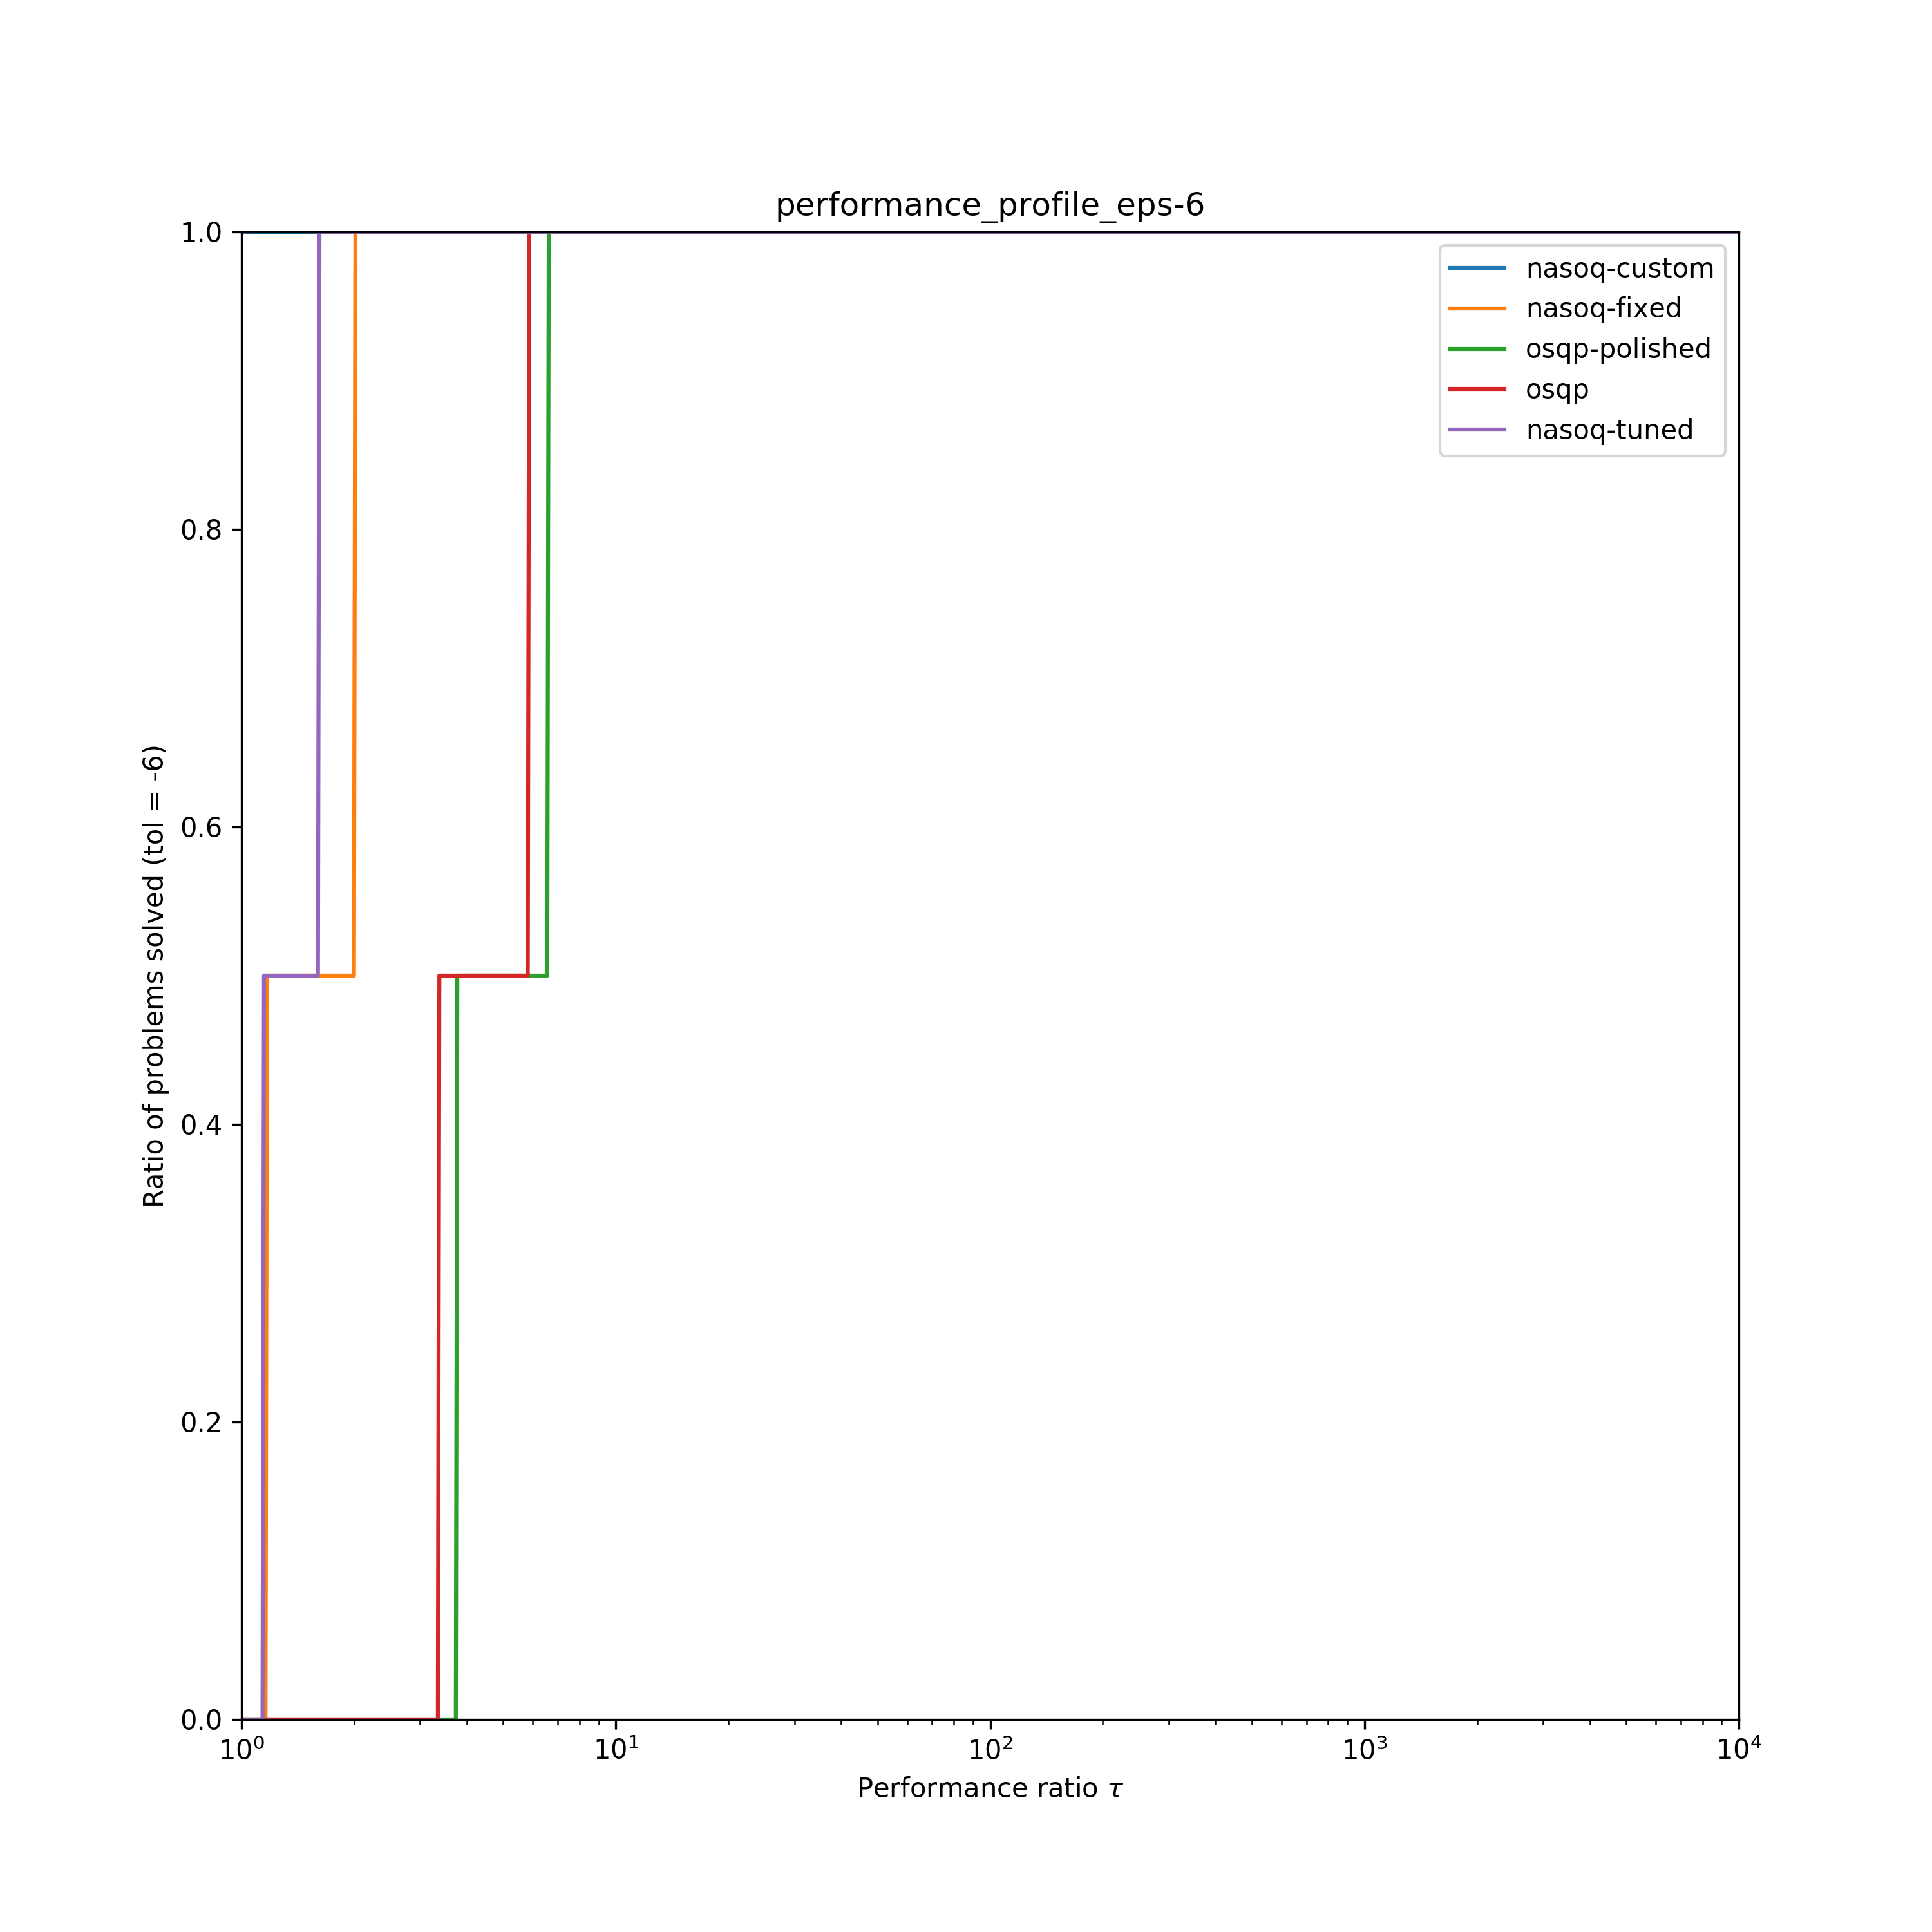 performance_profile_eps-6
1.0
0.8
0.6
0.4
0.2
0.0
Ratio of problems solved (tol = -6)
nasoq-custom
nasoq-fixed
osqp-polished
osqp
nasoq-tuned
10⁰ 10¹ 10² 10³ 10⁴
Performance ratio τ